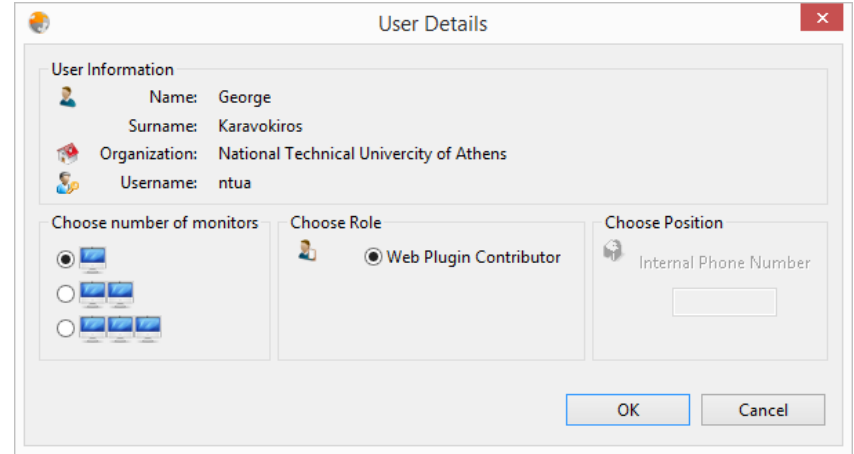 User Details
User Information
Name: George
Surname: Karavokiros
Organization: National Technical Univercity of Athens
Username: ntua
Choose number of monitors
Choose Role
Web Plugin Contributor
Choose Position
Internal Phone Number
OK
Cancel